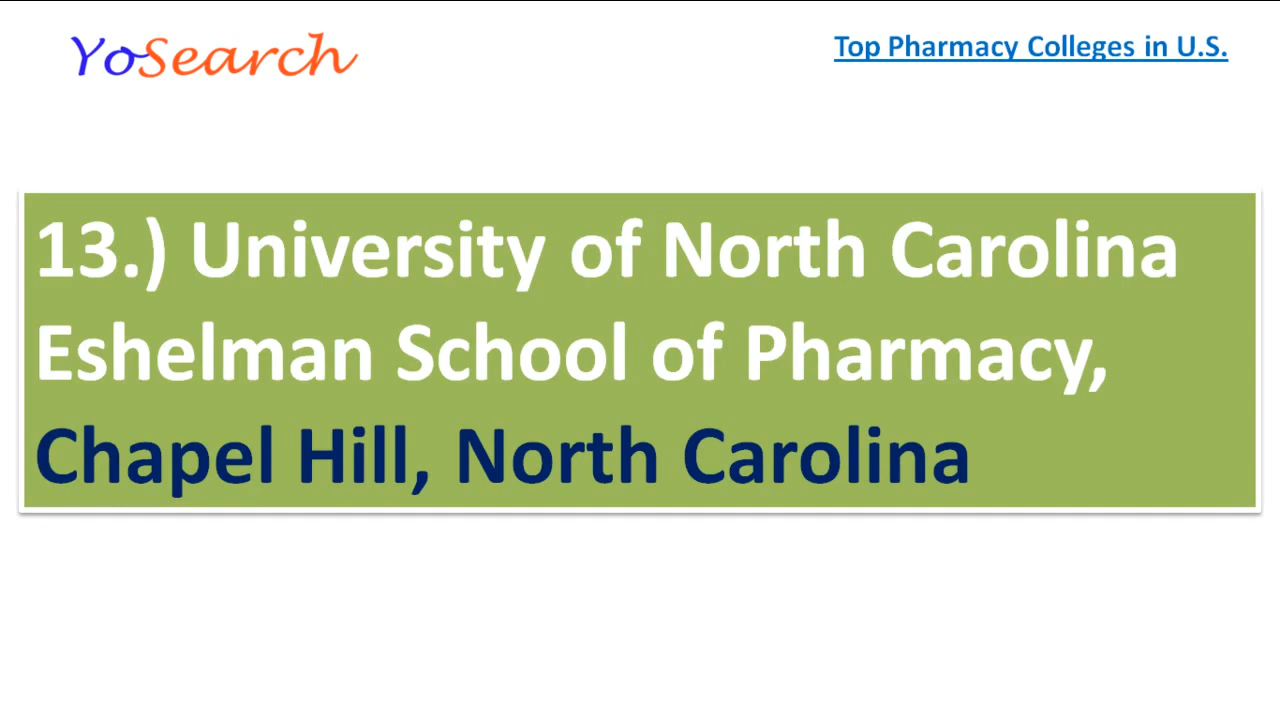 YoSearch
Top Pharmacy Colleges in U.S.
13.) University of North Carolina
Eshelman School of Pharmacy,
Chapel Hill, North Carolina